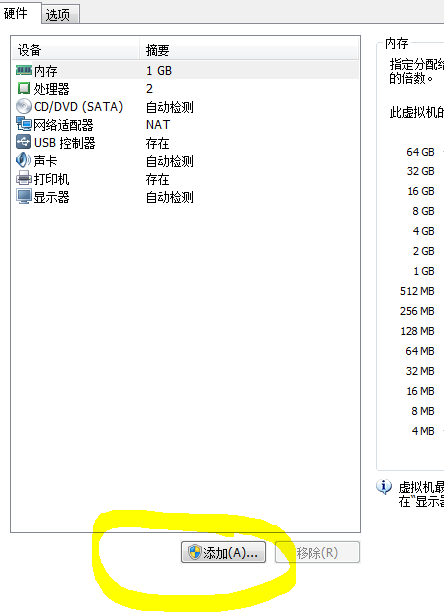 硬件 选项
设备 摘要
内存 1 GB
处理器 2
CD/DVD (SATA) 自动检测
网络适配器 NAT
USB 控制器 存在
声卡 自动检测
打印机 存在
显示器 自动检测
添加(A)... 移除(R)
内存
指定分配给
的倍数。
此虚拟机的
64 GB
32 GB
16 GB
8 GB
4 GB
2 GB
1 GB
512 MB
256 MB
128 MB
64 MB
32 MB
16 MB
8 MB
4 MB
虚拟机最
在"显示器